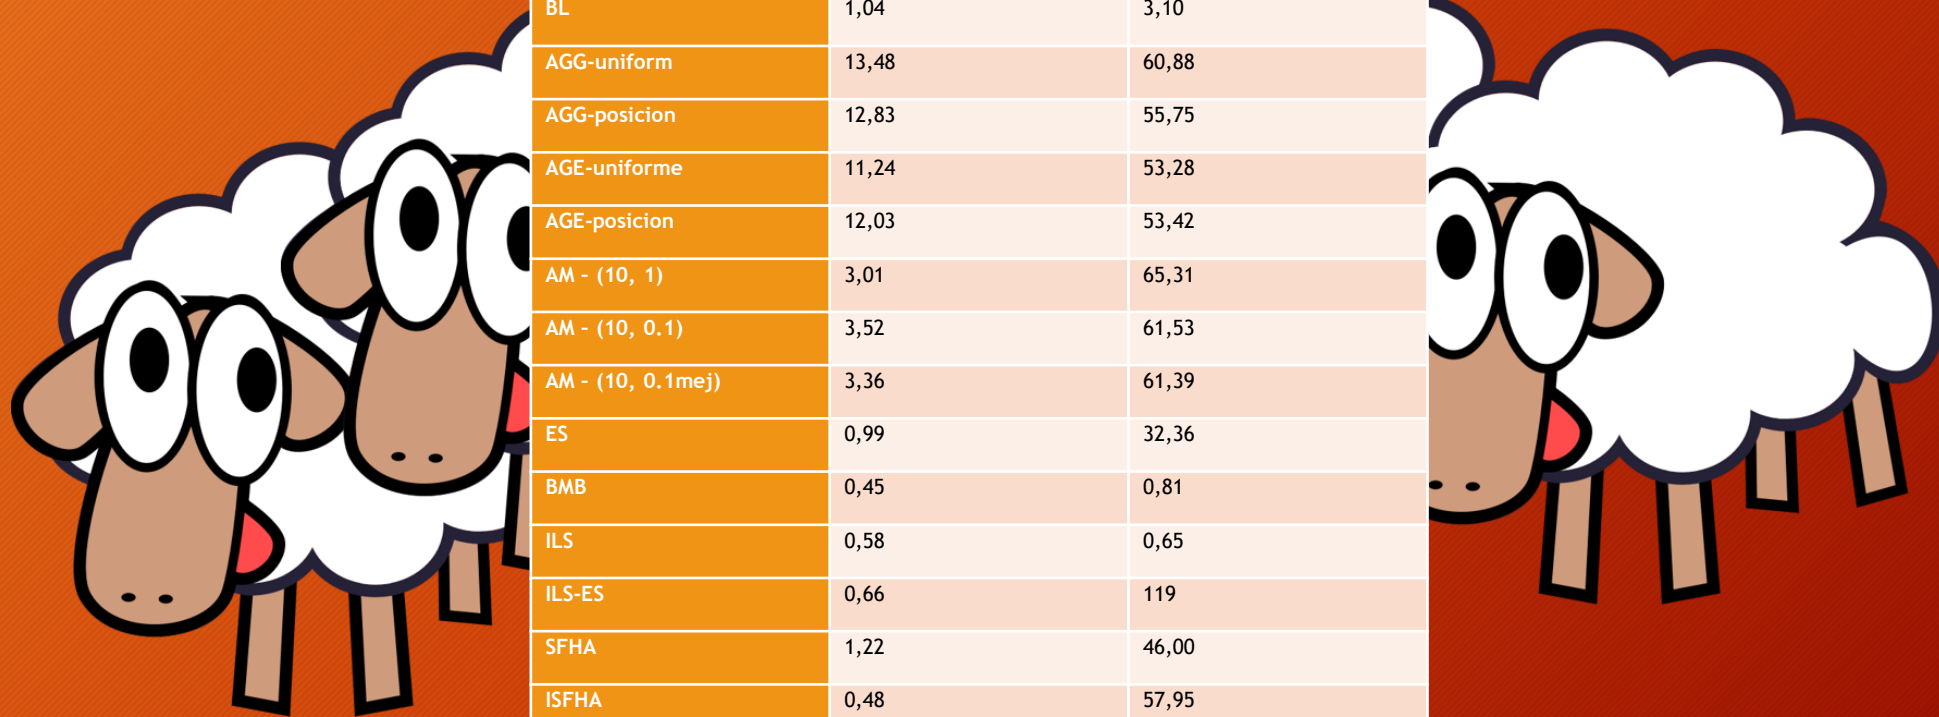 BL 1,04 3,10
AGG-uniform 13,48 60,88
AGG-posicion 12,83 55,75
AGE-uniforme 11,24 53,28
AGE-posicion 12,03 53,42
AM - (10, 1) 3,01 65,31
AM - (10, 0.1) 3,52 61,53
AM - (10, 0.1mej) 3,36 61,39
ES 0,99 32,36
BMB 0,45 0,81
ILS 0,58 0,65
ILS-ES 0,66 119
SFHA 1,22 46,00
ISFHA 0,48 57,95